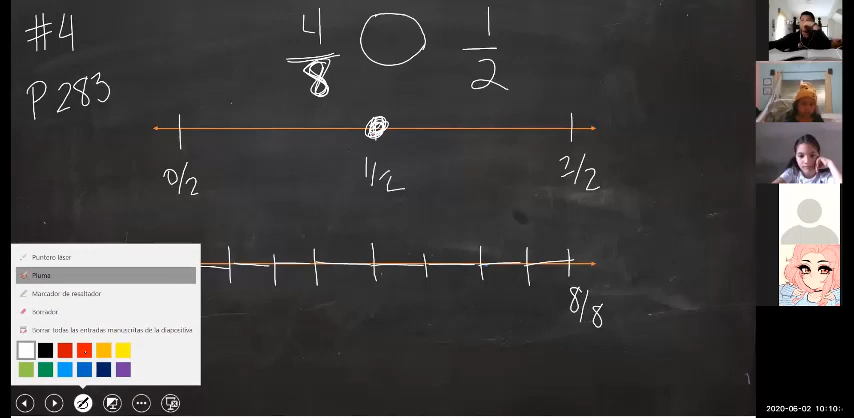 #4
4/8 1/2
P 283
0/2 1/2 2/2
8/8
Puntero láser
Pluma
Marcador de resaltador
Borrador
Borrar todas las entradas manuscritas de la diapositiva
2020-06-02 10:10: